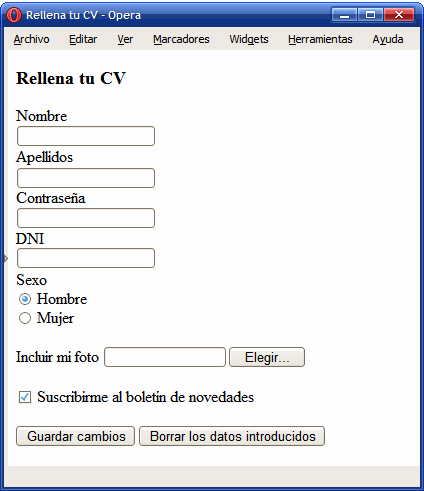 Rellena tu CV - Opera
Archivo Editar Ver Marcadores Widgets Herramientas Ayuda
Rellena tu CV
Nombre
Apellidos
Contraseña
DNI
Sexo
Hombre
Mujer
Incluir mi foto Elegir...
Suscribirme al boletin de novedades
Guardar cambios Borrar los datos introducidos